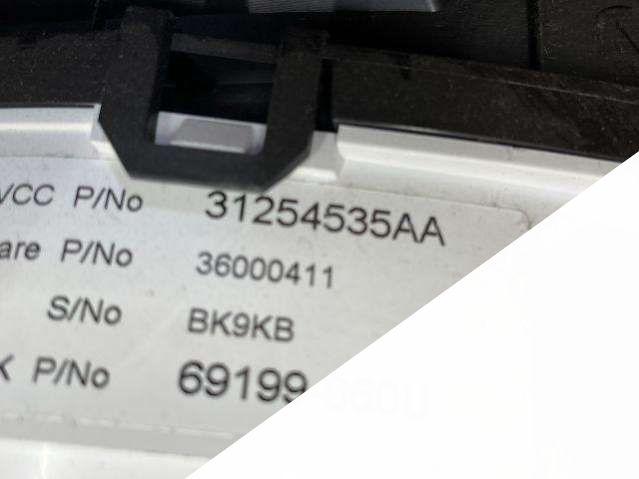 VCC P/No 31254535AA
are P/No 36000411
S/No BK9KB
K P/No 69199